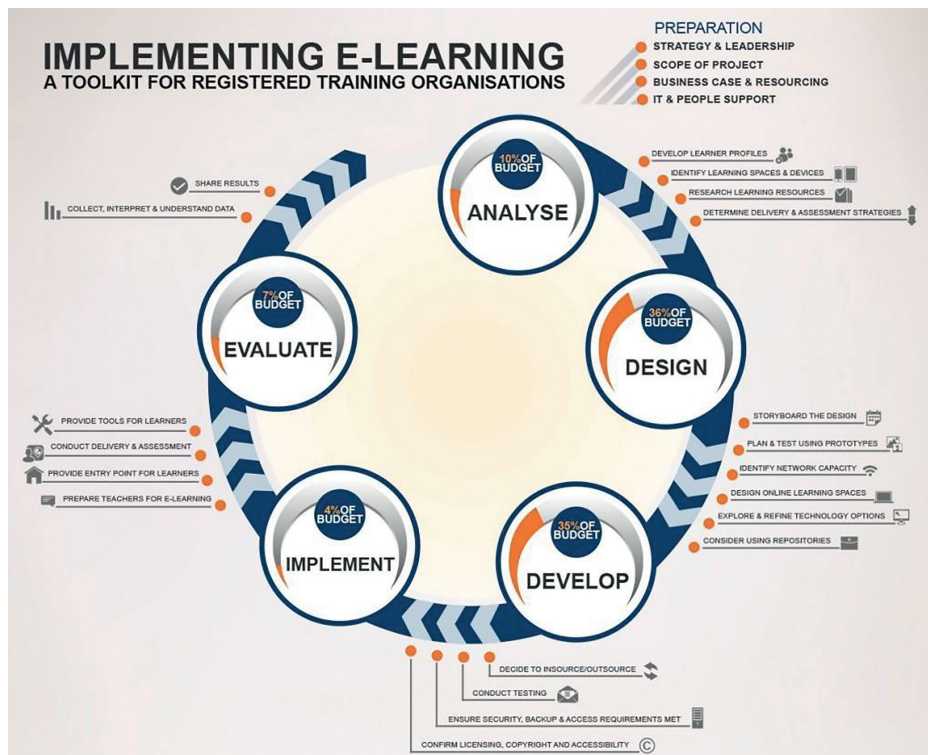 IMPLEMENTING E-LEARNING
A TOOLKIT FOR REGISTERED TRAINING ORGANISATIONS
PREPARATION
STRATEGY & LEADERSHIP
SCOPE OF PROJECT
BUSINESS CASE & RESOURCING
IT & PEOPLE SUPPORT
10% OF
BUDGET
ANALYSE
DEVELOP LEARNER PROFILES
IDENTIFY LEARNING SPACES & DEVICES
RESEARCH LEARNING RESOURCES
DETERMINE DELIVERY & ASSESSMENT STRATEGIES
36% OF
BUDGET
DESIGN
STORYBOARD THE DESIGN
PLAN & TEST USING PROTOTYPES
IDENTIFY NETWORK CAPACITY
DESIGN ONLINE LEARNING SPACES
EXPLORE & REFINE TECHNOLOGY OPTIONS
CONSIDER USING REPOSITORIES
35% OF
BUDGET
DEVELOP
DECIDE TO INSOURCE/OUTSOURCE
CONDUCT TESTING
ENSURE SECURITY, BACKUP & ACCESS REQUIREMENTS MET
CONFIRM LICENSING, COPYRIGHT AND ACCESSIBILITY ©
4% OF
BUDGET
IMPLEMENT
PROVIDE TOOLS FOR LEARNERS
CONDUCT DELIVERY & ASSESSMENT
PROVIDE ENTRY POINT FOR LEARNERS
PREPARE TEACHERS FOR E-LEARNING
7% OF
BUDGET
EVALUATE
SHARE RESULTS
COLLECT, INTERPRET & UNDERSTAND DATA